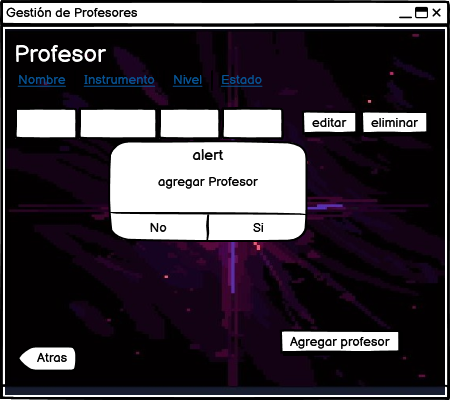 Gestión de Profesores
Profesor
Nombre Instrumento Nivel Estado
editar eliminar
alert
agregar Profesor
No Si
Agregar profesor
Atras